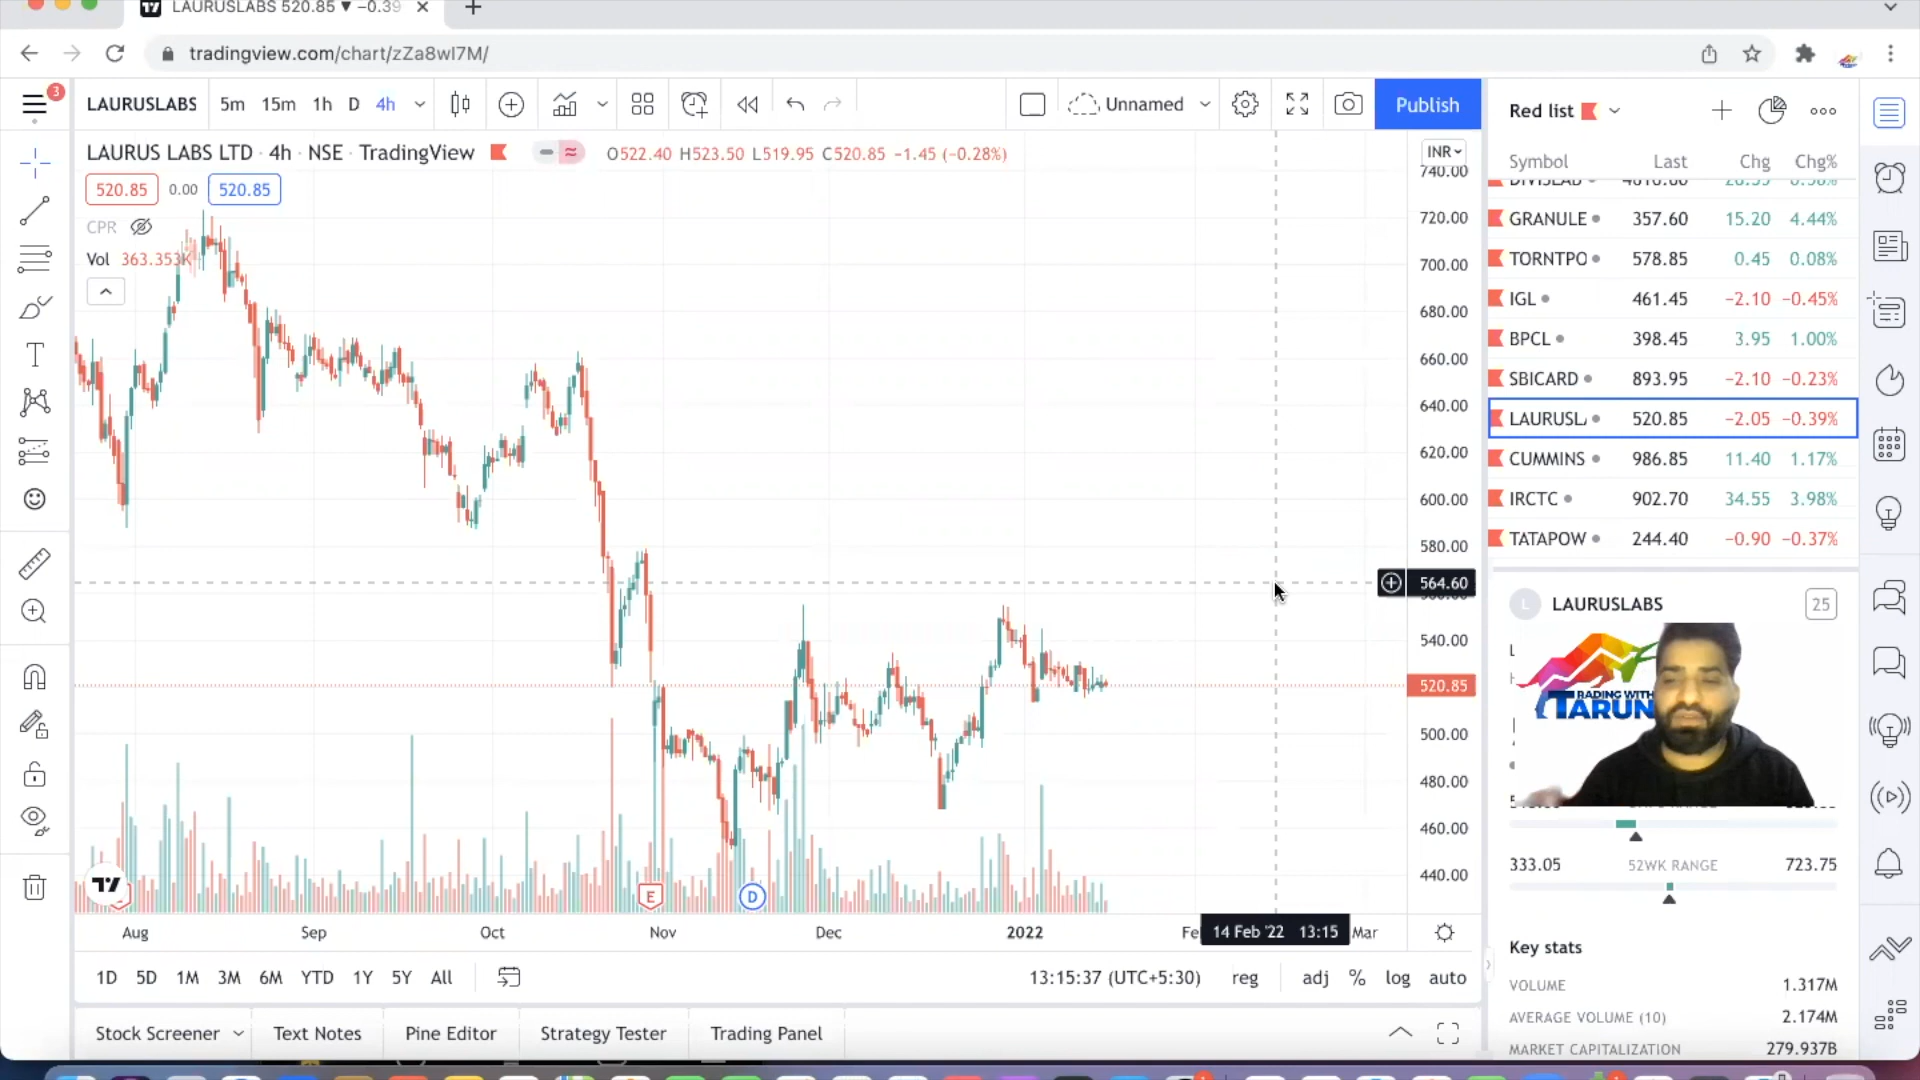 LAURUSLABS 520.85 ▼ −0.39
tradingview.com/chart/zZa8wI7M/
3
LAURUSLABS 5m 15m 1h D 4h Unnamed Publish
LAURUS LABS LTD · 4h · NSE · TradingView O522.40 H523.50 L519.95 C520.85 −1.45 (−0.28%)
520.85 0.00 520.85
CPR
Vol 363.353K
INR
740.00
720.00
700.00
680.00
660.00
640.00
620.00
600.00
580.00
564.60
540.00
520.85
500.00
480.00
460.00
440.00
E D
Aug Sep Oct Nov Dec 2022 14 Feb '22 13:15 Mar
1D 5D 1M 3M 6M YTD 1Y 5Y All 13:15:37 (UTC+5:30) reg adj % log auto
Stock Screener Text Notes Pine Editor Strategy Tester Trading Panel
Red list
Symbol Last Chg Chg%
GRANULE 357.60 15.20 4.44%
TORNTPO 578.85 0.45 0.08%
IGL 461.45 −2.10 −0.45%
BPCL 398.45 3.95 1.00%
SBICARD 893.95 −2.10 −0.23%
LAURUSL 520.85 −2.05 −0.39%
CUMMINS 986.85 11.40 1.17%
IRCTC 902.70 34.55 3.98%
TATAPOW 244.40 −0.90 −0.37%
L LAURUSLABS 25
TRADING WITH
TARUN
333.05 52WK RANGE 723.75
Key stats
VOLUME 1.317M
AVERAGE VOLUME (10) 2.174M
MARKET CAPITALIZATION 279.937B